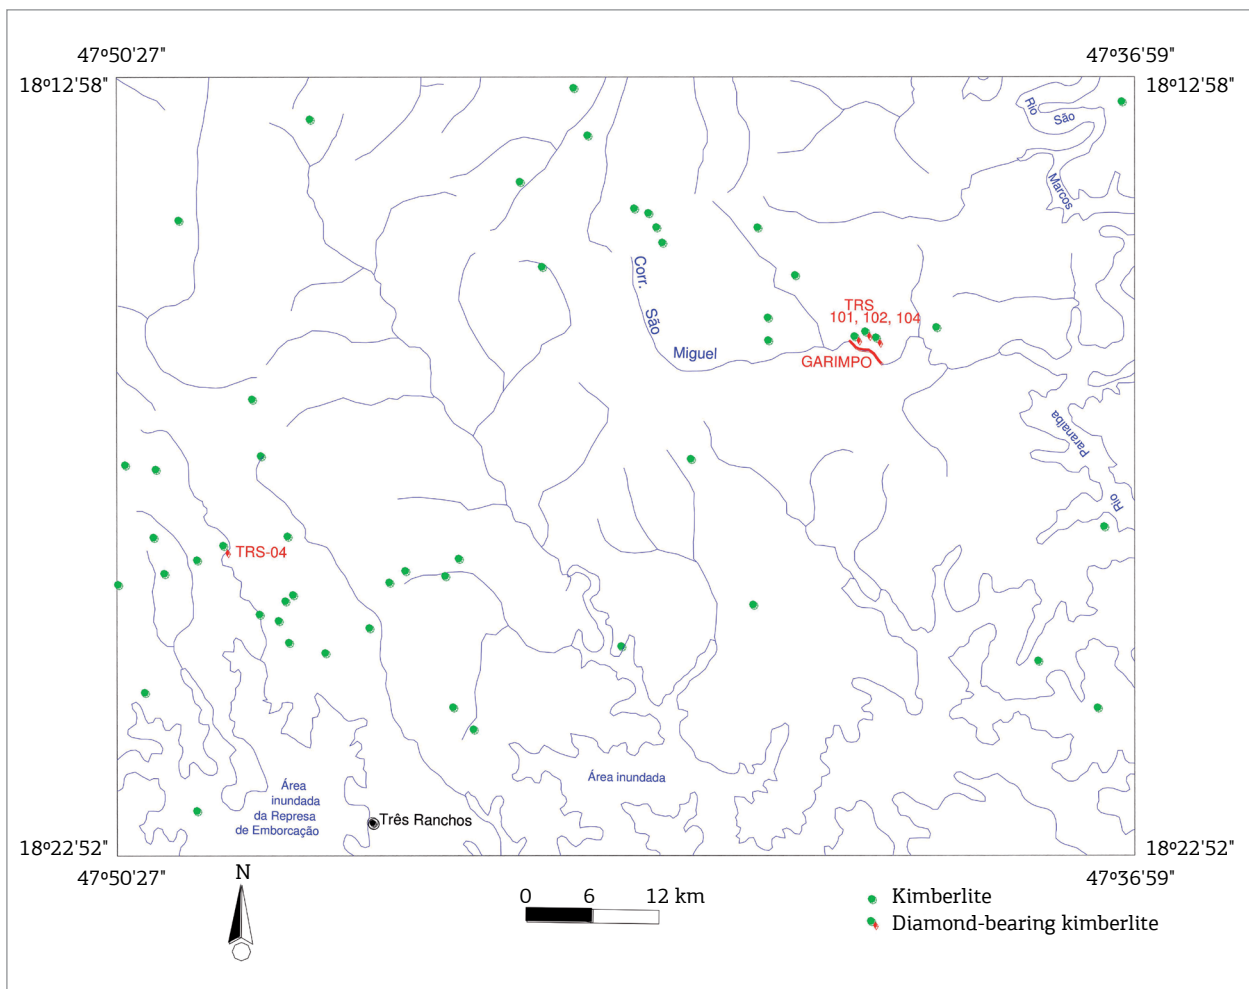 47º50'27"
47º36'59"
18º12'58"
18º12'58"
Rio
São
Marcos
Corr.
São
Miguel
TRS
101, 102, 104
GARIMPO
Paranaíba
Rio
TRS-04
Área
inundada
da Represa
de Emborcação
Área inundada
Três Ranchos
18º22'52"
18º22'52"
47º50'27"
47º36'59"
N
0 6 12 km
Kimberlite
Diamond-bearing kimberlite